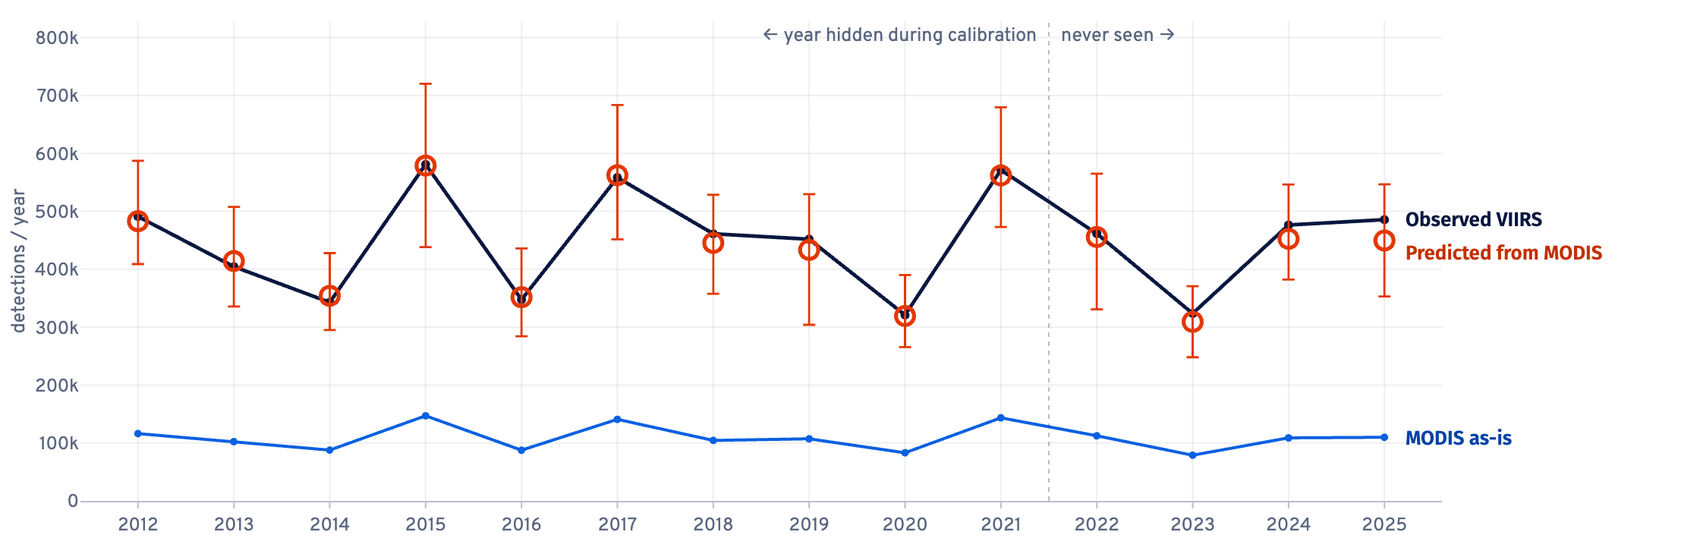 ← year hidden during calibration never seen →
800k
700k
600k
500k
400k
300k
200k
100k
0
detections / year
Observed VIIRS
Predicted from MODIS
MODIS as-is
2012 2013 2014 2015 2016 2017 2018 2019 2020 2021 2022 2023 2024 2025